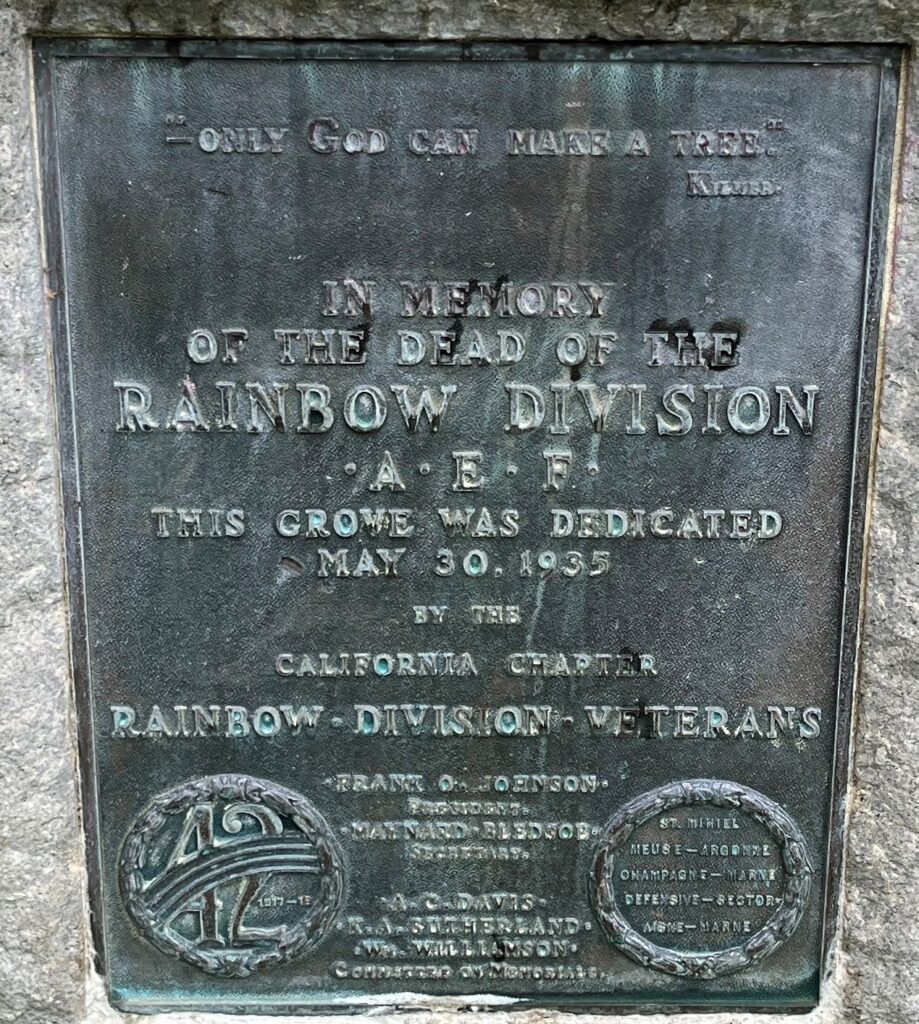 "—ONLY GOD CAN MAKE A TREE."
KILMER.
IN MEMORY
OF THE DEAD OF THE
RAINBOW DIVISION
·A·E·F·
THIS GROVE WAS DEDICATED
MAY 30, 1935
BY THE
CALIFORNIA CHAPTER
RAINBOW·DIVISION·VETERANS
·FRANK O. JOHNSON·
PRESIDENT.
·MAYNARD BLEDSOE·
SECRETARY.
·A.C. DAVIS·
·K.A. SUTHERLAND·
·WM. WILLIAMSON·
COMMITTEE ON MEMORIALS.
42
42
1917–18
ST. MIHIEL
MEUSE—ARGONNE
CHAMPAGNE—MARNE
DEFENSIVE—SECTOR
AISNE—MARNE